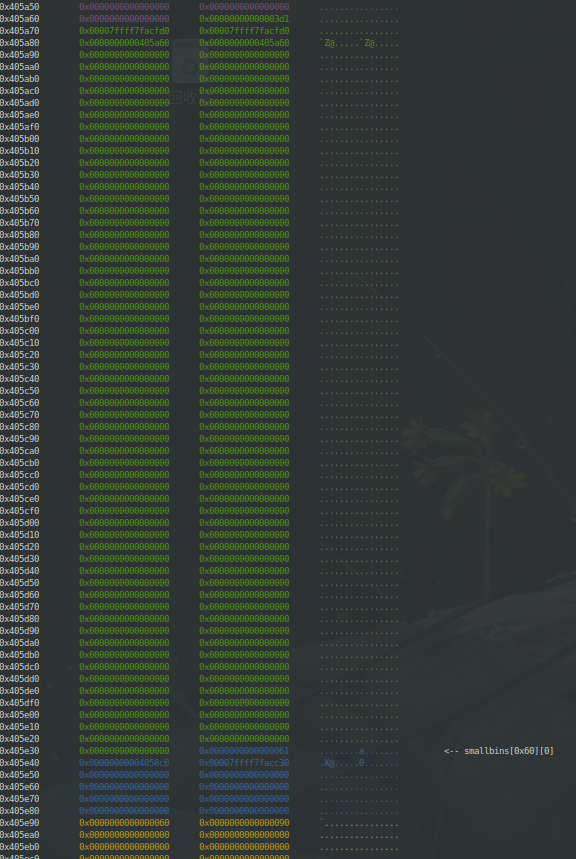 0x405a50 0x0000000000000000 0x0000000000000000 ................
0x405a60 0x0000000000000000 0x00000000000003d1 ................
0x405a70 0x00007ffff7facfd0 0x00007ffff7facfd0 ................
0x405a80 0x0000000000405a60 0x0000000000405a60 `Z@.....`Z@.....
0x405a90 0x0000000000000000 0x0000000000000000 ................
0x405aa0 0x0000000000000000 0x0000000000000000 ................
0x405ab0 0x0000000000000000 0x0000000000000000 ................
0x405ac0 0x0000000000000000 0x0000000000000000 ................
回收
0x405ad0 0x0000000000000000 0x0000000000000000 ................
0x405ae0 0x0000000000000000 0x0000000000000000 ................
0x405af0 0x0000000000000000 0x0000000000000000 ................
0x405b00 0x0000000000000000 0x0000000000000000 ................
0x405b10 0x0000000000000000 0x0000000000000000 ................
0x405b20 0x0000000000000000 0x0000000000000000 ................
0x405b30 0x0000000000000000 0x0000000000000000 ................
0x405b40 0x0000000000000000 0x0000000000000000 ................
0x405b50 0x0000000000000000 0x0000000000000000 ................
0x405b60 0x0000000000000000 0x0000000000000000 ................
0x405b70 0x0000000000000000 0x0000000000000000 ................
0x405b80 0x0000000000000000 0x0000000000000000 ................
0x405b90 0x0000000000000000 0x0000000000000000 ................
0x405ba0 0x0000000000000000 0x0000000000000000 ................
0x405bb0 0x0000000000000000 0x0000000000000000 ................
0x405bc0 0x0000000000000000 0x0000000000000000 ................
0x405bd0 0x0000000000000000 0x0000000000000000 ................
0x405be0 0x0000000000000000 0x0000000000000000 ................
0x405bf0 0x0000000000000000 0x0000000000000000 ................
0x405c00 0x0000000000000000 0x0000000000000000 ................
0x405c10 0x0000000000000000 0x0000000000000000 ................
0x405c20 0x0000000000000000 0x0000000000000000 ................
0x405c30 0x0000000000000000 0x0000000000000000 ................
0x405c40 0x0000000000000000 0x0000000000000000 ................
0x405c50 0x0000000000000000 0x0000000000000000 ................
0x405c60 0x0000000000000000 0x0000000000000000 ................
0x405c70 0x0000000000000000 0x0000000000000000 ................
0x405c80 0x0000000000000000 0x0000000000000000 ................
0x405c90 0x0000000000000000 0x0000000000000000 ................
0x405ca0 0x0000000000000000 0x0000000000000000 ................
0x405cb0 0x0000000000000000 0x0000000000000000 ................
0x405cc0 0x0000000000000000 0x0000000000000000 ................
0x405cd0 0x0000000000000000 0x0000000000000000 ................
0x405ce0 0x0000000000000000 0x0000000000000000 ................
0x405cf0 0x0000000000000000 0x0000000000000000 ................
0x405d00 0x0000000000000000 0x0000000000000000 ................
0x405d10 0x0000000000000000 0x0000000000000000 ................
0x405d20 0x0000000000000000 0x0000000000000000 ................
0x405d30 0x0000000000000000 0x0000000000000000 ................
0x405d40 0x0000000000000000 0x0000000000000000 ................
0x405d50 0x0000000000000000 0x0000000000000000 ................
0x405d60 0x0000000000000000 0x0000000000000000 ................
0x405d70 0x0000000000000000 0x0000000000000000 ................
0x405d80 0x0000000000000000 0x0000000000000000 ................
0x405d90 0x0000000000000000 0x0000000000000000 ................
0x405da0 0x0000000000000000 0x0000000000000000 ................
0x405db0 0x0000000000000000 0x0000000000000000 ................
0x405dc0 0x0000000000000000 0x0000000000000000 ................
0x405dd0 0x0000000000000000 0x0000000000000000 ................
0x405de0 0x0000000000000000 0x0000000000000000 ................
0x405df0 0x0000000000000000 0x0000000000000000 ................
0x405e00 0x0000000000000000 0x0000000000000000 ................
0x405e10 0x0000000000000000 0x0000000000000000 ................
0x405e20 0x0000000000000000 0x0000000000000000 ................
0x405e30 0x0000000000000000 0x0000000000000061 ........a....... <-- smallbins[0x60][0]
0x405e40 0x00000000004058c0 0x00007ffff7facc30 .X@.....0.......
0x405e50 0x0000000000000000 0x0000000000000000 ................
0x405e60 0x0000000000000000 0x0000000000000000 ................
0x405e70 0x0000000000000000 0x0000000000000000 ................
0x405e80 0x0000000000000000 0x0000000000000000 ................
0x405e90 0x0000000000000060 0x0000000000000090 `...............
0x405ea0 0x0000000000000000 0x0000000000000000 ................
0x405eb0 0x0000000000000000 0x0000000000000000 ................